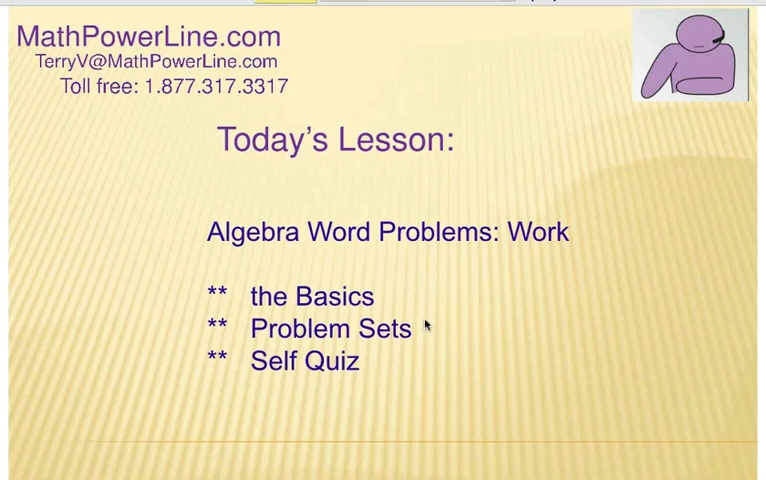 MathPowerLine.com
TerryV@MathPowerLine.com
Toll free: 1.877.317.3317
Today's Lesson:
Algebra Word Problems: Work
** the Basics
** Problem Sets
** Self Quiz